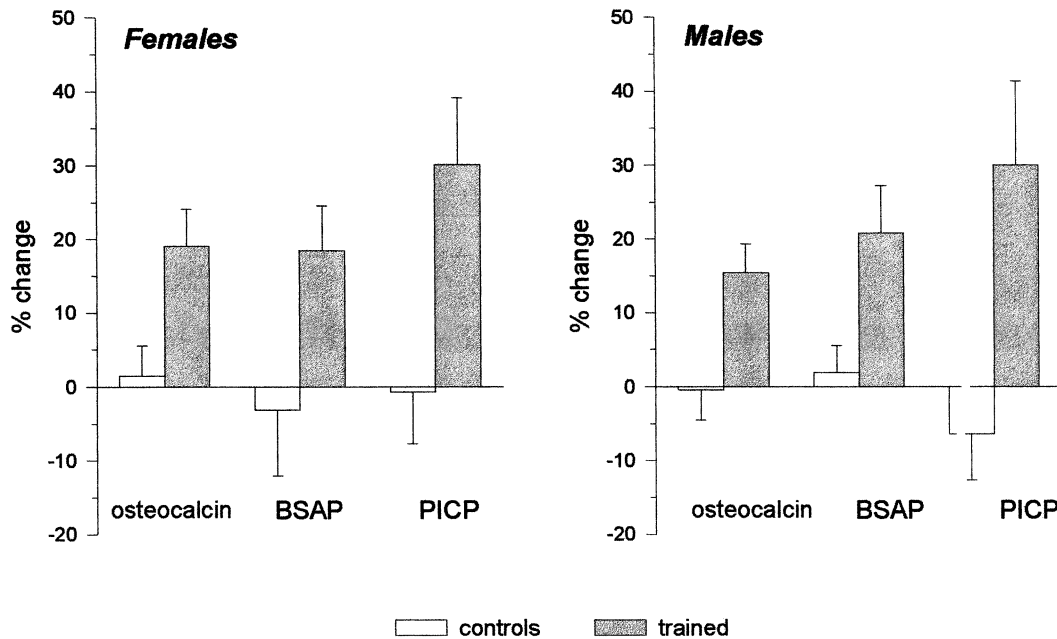 Females
% change
50
40
30
20
10
0
-10
-20
osteocalcin BSAP PICP
Males
% change
50
40
30
20
10
0
-10
-20
osteocalcin BSAP PICP
controls trained